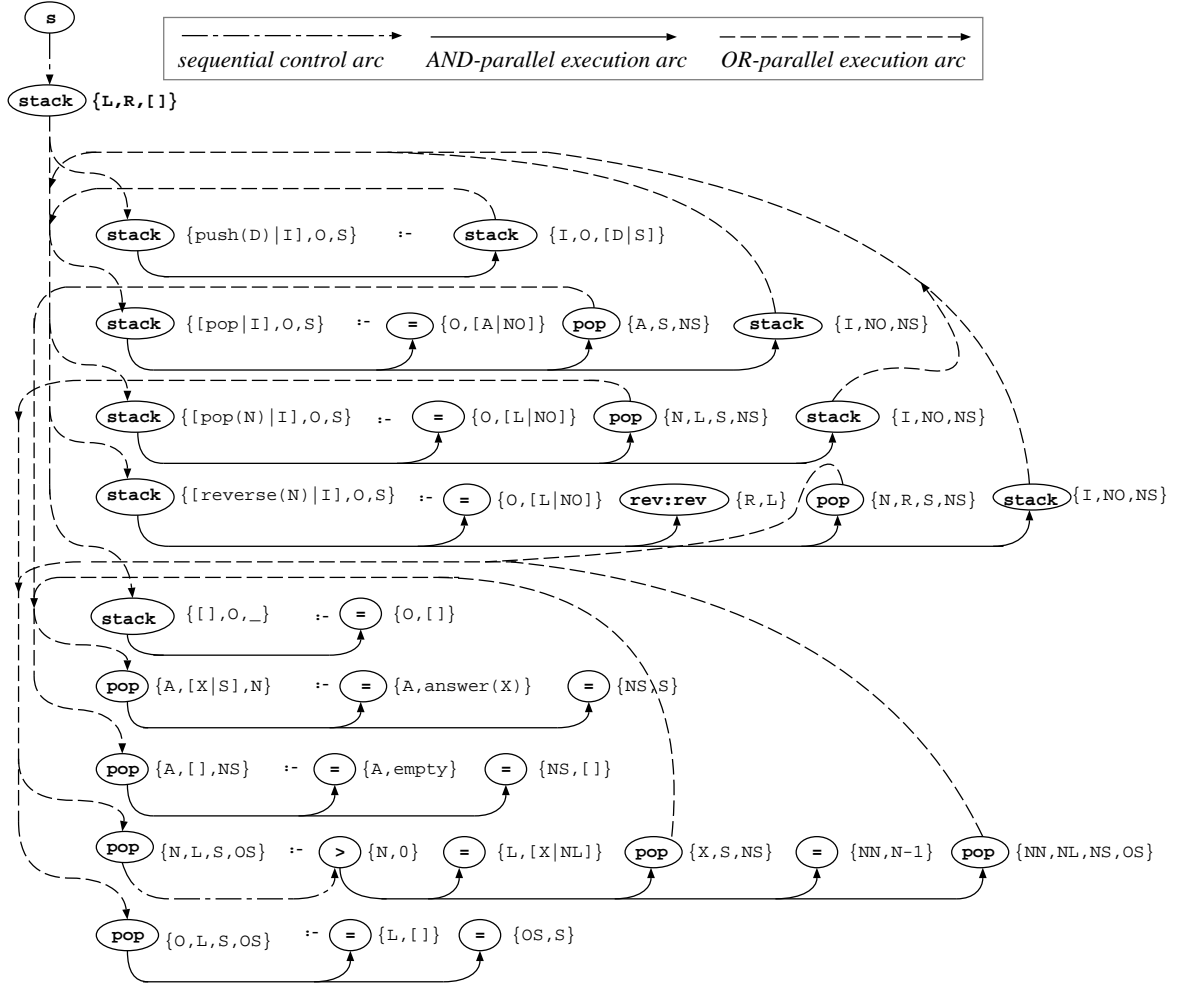 s
sequential control arc AND-parallel execution arc OR-parallel execution arc
stack {L,R,[]}
stack {push(D)|I],O,S} :- stack {I,O,[D|S]}
stack {[pop|I],O,S} :- = {O,[A|NO]} pop {A,S,NS} stack {I,NO,NS}
stack {[pop(N)|I],O,S} :- = {O,[L|NO]} pop {N,L,S,NS} stack {I,NO,NS}
stack {[reverse(N)|I],O,S} :- = {O,[L|NO]} rev:rev {R,L} pop {N,R,S,NS} stack {I,NO,NS}
stack {[],O,_} :- = {O,[]}
pop {A,[X|S],N} :- = {A,answer(X)} = {NS,S}
pop {A,[],NS} :- = {A,empty} = {NS,[]}
pop {N,L,S,OS} :- > {N,0} = {L,[X|NL]} pop {X,S,NS} = {NN,N-1} pop {NN,NL,NS,OS}
pop {O,L,S,OS} :- = {L,[]} = {OS,S}